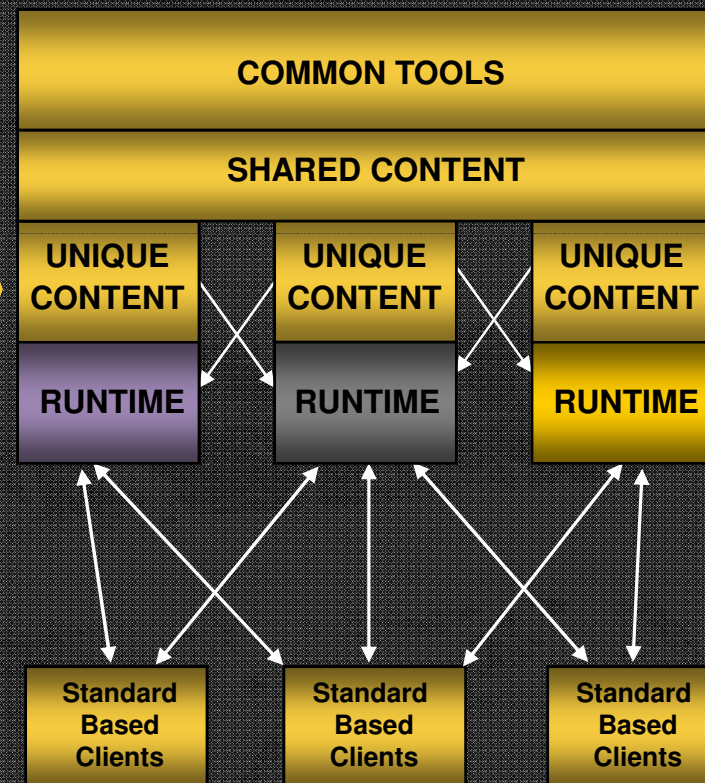 COMMON TOOLS
SHARED CONTENT
UNIQUE
CONTENT
UNIQUE
CONTENT
UNIQUE
CONTENT
RUNTIME
RUNTIME
RUNTIME
Standard
Based
Clients
Standard
Based
Clients
Standard
Based
Clients